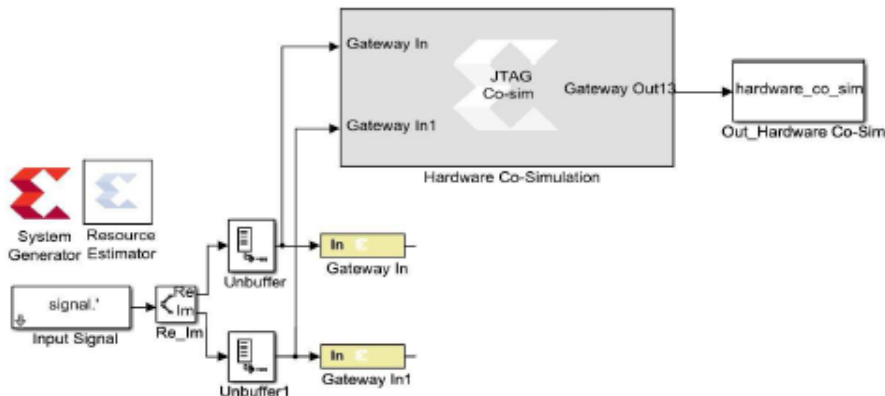 Gateway In
JTAG
Co-sim
Gateway Out13
hardware_co_sim
Gateway In1
Out_Hardware Co-Sim
Hardware Co-Simulation
System
Generator
Resource
Estimator
In
Unbuffer
Gateway In
signal.'
Re
Im
Input Signal
Re_Im
In
Unbuffer1
Gateway In1